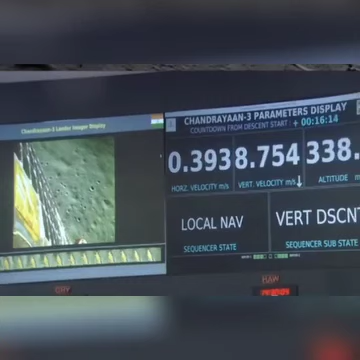 Chandrayaan-3 Lander Imager Display
CHANDRAYAAN-3 PARAMETERS DISPLAY
COUNTDOWN FROM DESCENT START : + 00:16:14
0.393 8.754 338.
HORZ. VELOCITY m/s VERT. VELOCITY m/s ALTITUDE m
LOCAL NAV VERT DSCNT
SEQUENCER STATE SEQUENCER SUB STATE